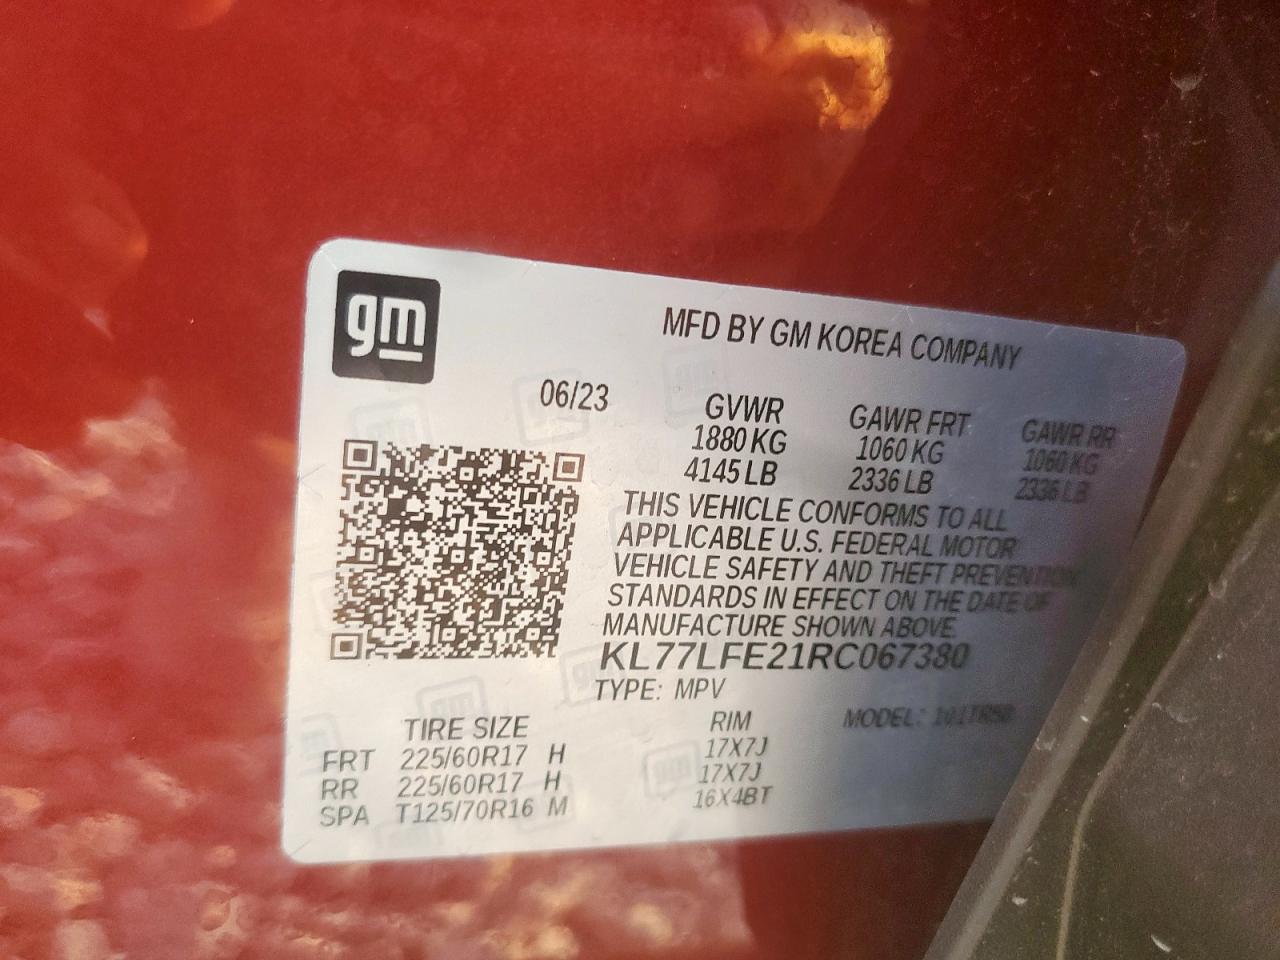 gm
MFD BY GM KOREA COMPANY
06/23 GVWR GAWR FRT GAWR RR
1880 KG 1060 KG 1060 KG
4145 LB 2336 LB 2336 LB
THIS VEHICLE CONFORMS TO ALL
APPLICABLE U.S. FEDERAL MOTOR
VEHICLE SAFETY AND THEFT PREVENTION
STANDARDS IN EFFECT ON THE DATE OF
MANUFACTURE SHOWN ABOVE.
KL77LFE21RC067380
TYPE: MPV MODEL:
TIRE SIZE RIM
FRT 225/60R17 H 17X7J
RR 225/60R17 H 17X7J
SPA T125/70R16 M 16X4BT